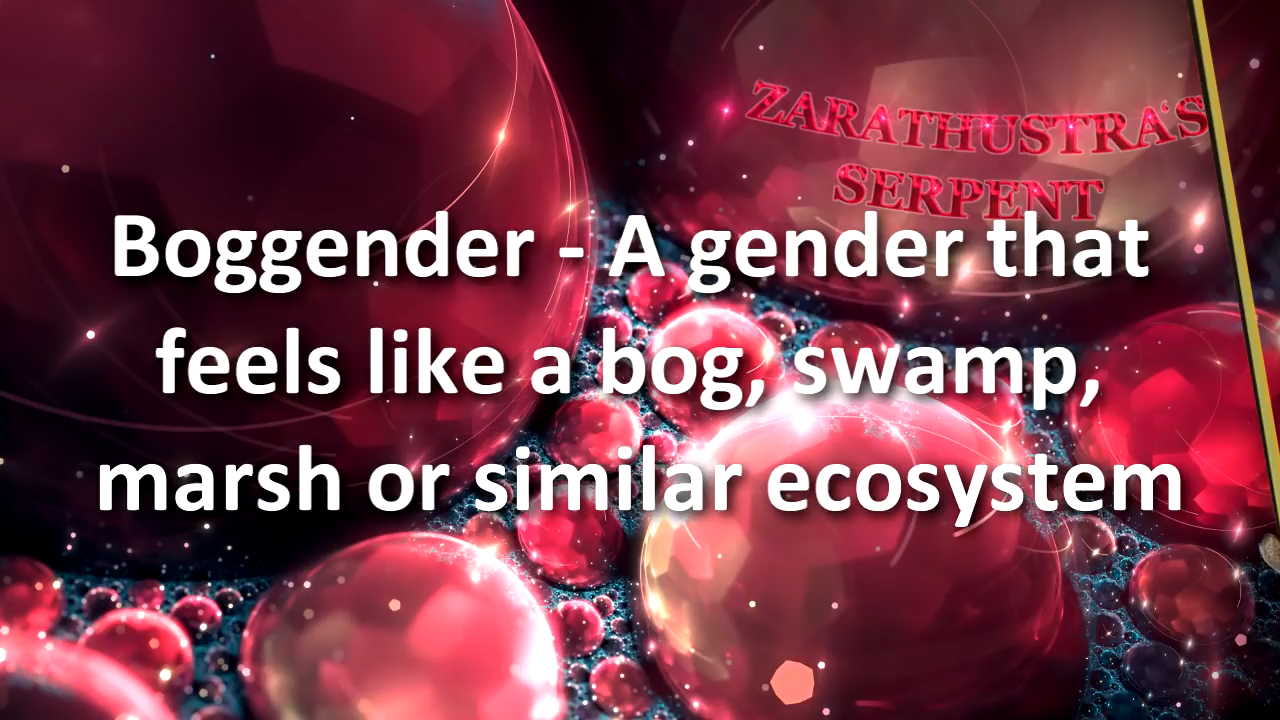 ZARATHUSTRA'S
SERPENT
Boggender - A gender that
feels like a bog, swamp,
marsh or similar ecosystem